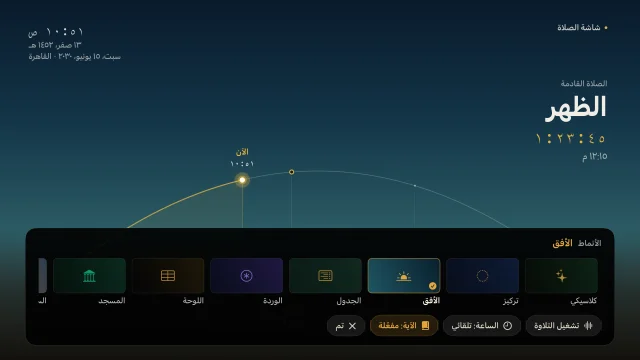 شاشة الصلاة
١٠:٥١ ص
١٣ صفر، ١٤٥٢ هـ
سبت، ١٥ يونيو، ٢٠٣٠ · القاهرة
الصلاة القادمة
الظهر
١:٢٣:٤٥
١٢:١٥ م
الآن
١٠:٥١
الأنماط الأفق
كلاسيكي
تركيز
الأفق
الجدول
الوردة
اللوحة
المسجد
تشغيل التلاوة
الساعة: تلقائي
الآية: مفعّلة
تم